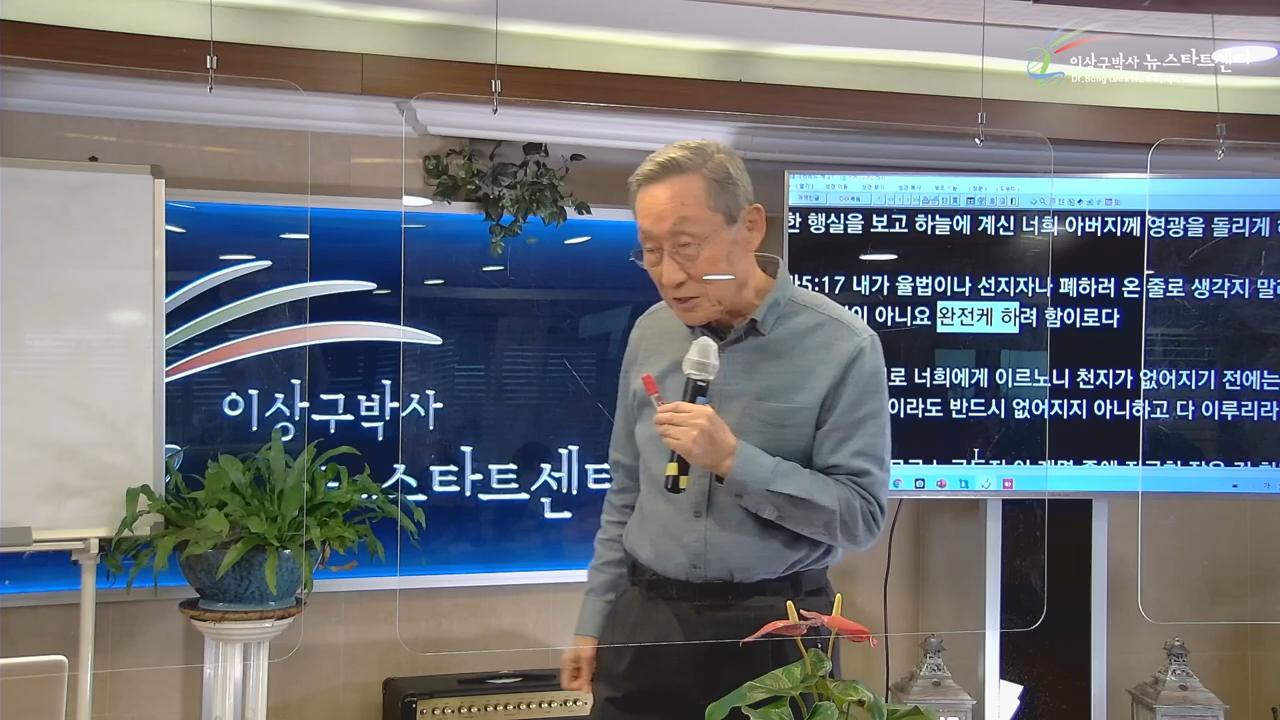 이상구박사 뉴스타트센터
이상구박사
스타트센터
한 행실을 보고 하늘에 계신 너희 아버지께 영광을 돌리게
5:17 내가 율법이나 선지자나 폐하러 온 줄로 생각지 말
이 아니요 완전케 하려 함이로다
로 너희에게 이르노니 천지가 없어지기 전에는
이라도 반드시 없어지지 아니하고 다 이루리라